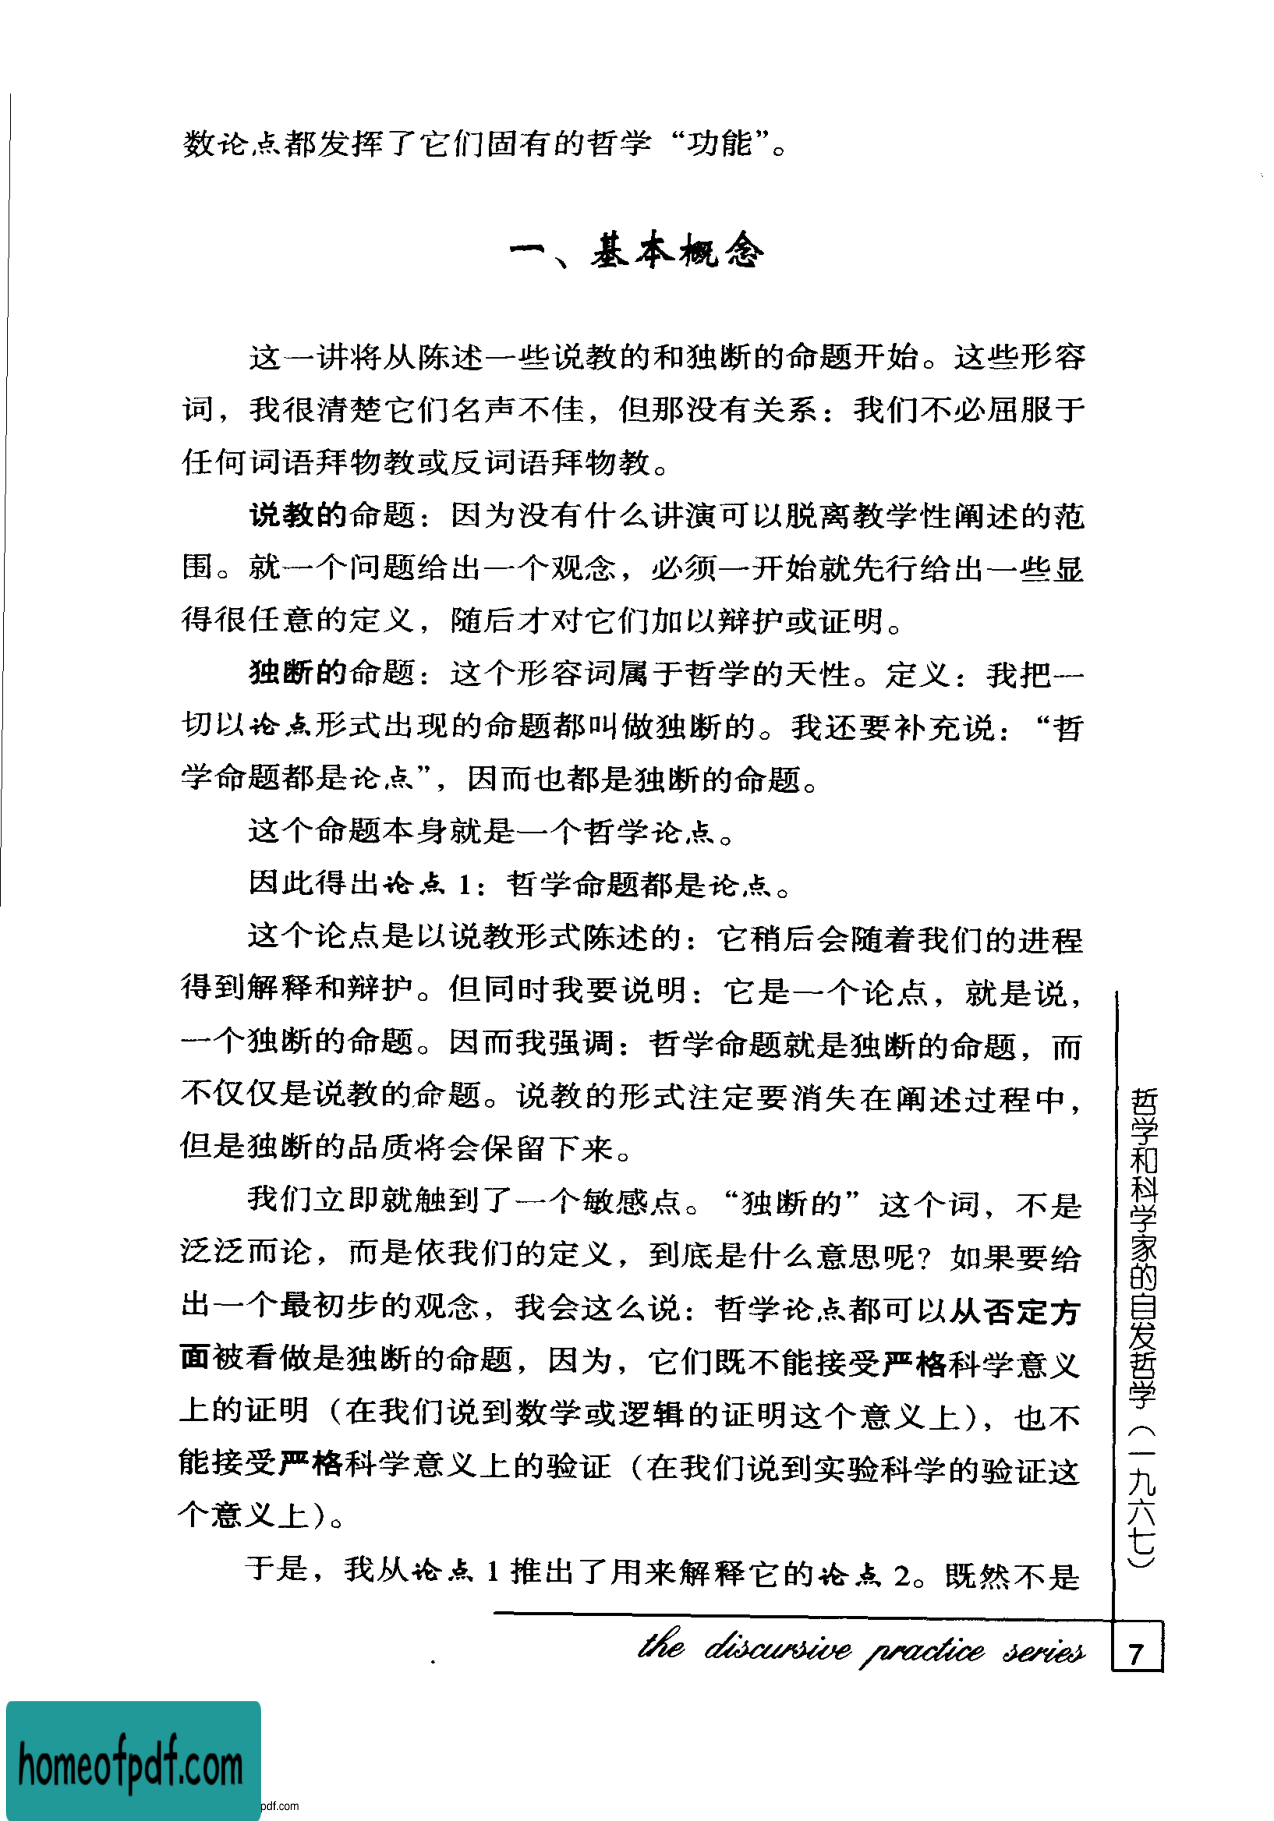 数论点都发挥了它们固有的哲学“功能”。
一、基本概念
这一讲将从陈述一些说教的和独断的命题开始。这些形容
词，我很清楚它们名声不佳，但那没有关系：我们不必屈服于
任何词语拜物教或反词语拜物教。
说教的命题：因为没有什么讲演可以脱离教学性阐述的范
围。就一个问题给出一个观念，必须一开始就先行给出一些显
得很任意的定义，随后才对它们加以辩护或证明。
独断的命题：这个形容词属于哲学的天性。定义：我把一
切以论点形式出现的命题都叫做独断的。我还要补充说：“哲
学命题都是论点”，因而也都是独断的命题。
这个命题本身就是一个哲学论点。
因此得出论点 1：哲学命题都是论点。
这个论点是以说教形式陈述的：它稍后会随着我们的进程
得到解释和辩护。但同时我要说明：它是一个论点，就是说，
一个独断的命题。因而我强调：哲学命题就是独断的命题，而
不仅仅是说教的命题。说教的形式注定要消失在阐述过程中，
但是独断的品质将会保留下来。
我们立即就触到了一个敏感点。“独断的”这个词，不是
泛泛而论，而是依我们的定义，到底是什么意思呢？如果要给
出一个最初步的观念，我会这么说：哲学论点都可以从否定方
面被看做是独断的命题，因为，它们既不能接受严格科学意义
上的证明（在我们说到数学或逻辑的证明这个意义上），也不
能接受严格科学意义上的验证（在我们说到实验科学的验证这
个意义上）。
于是，我从论点 1 推出了用来解释它的论点 2。既然不是
哲学和科学家的自发哲学（一九六七）
the discursive practice series
7
homeofpdf.com
pdf.com